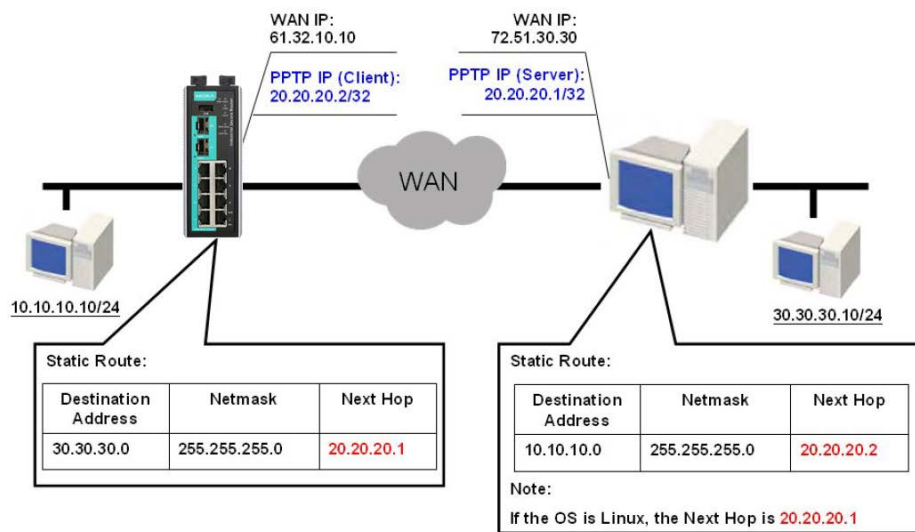 WAN IP:
61.32.10.10
PPTP IP (Client):
20.20.20.2/32
WAN IP:
72.51.30.30
PPTP IP (Server):
20.20.20.1/32
WAN
10.10.10.10/24
30.30.30.10/24
Static Route:
Destination Address Netmask Next Hop
30.30.30.0 255.255.255.0 20.20.20.1
Static Route:
Destination Address Netmask Next Hop
10.10.10.0 255.255.255.0 20.20.20.2
Note:
If the OS is Linux, the Next Hop is 20.20.20.1